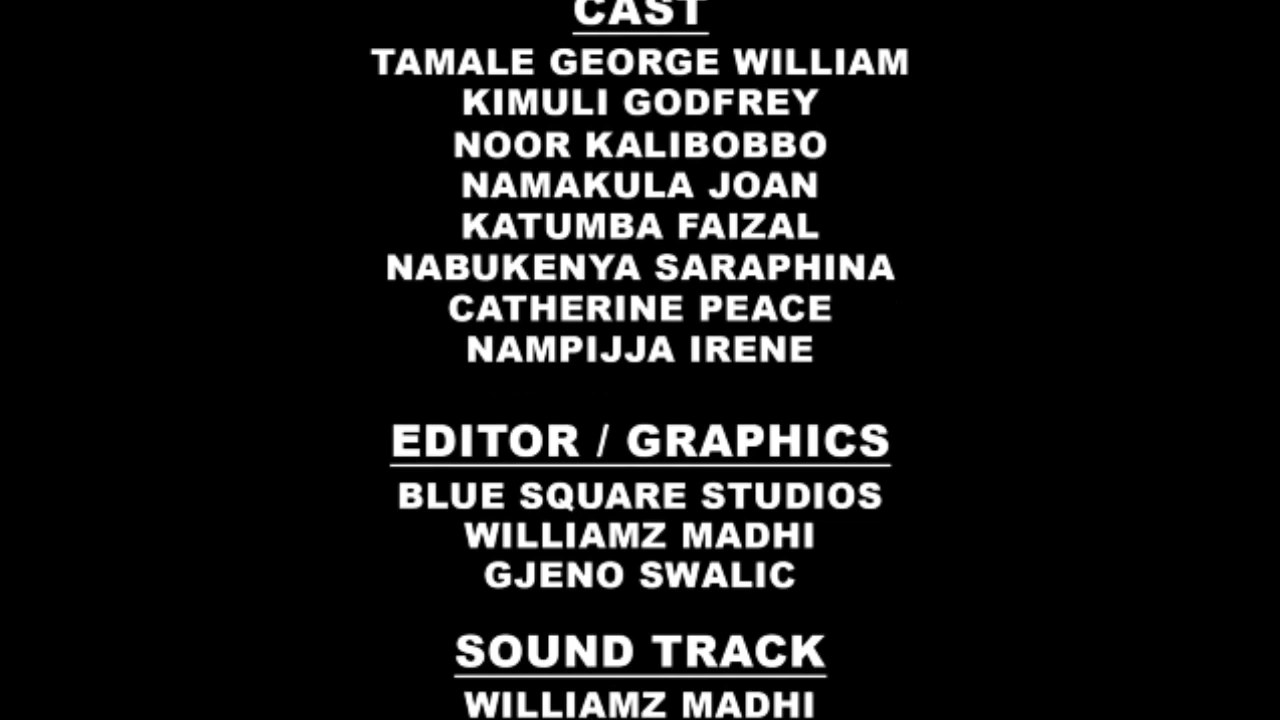 CAST
TAMALE GEORGE WILLIAM
KIMULI GODFREY
NOOR KALIBOBBO
NAMAKULA JOAN
KATUMBA FAIZAL
NABUKENYA SARAPHINA
CATHERINE PEACE
NAMPIJJA IRENE
EDITOR / GRAPHICS
BLUE SQUARE STUDIOS
WILLIAMZ MADHI
GJENO SWALIC
SOUND TRACK
WILLIAMZ MADHI